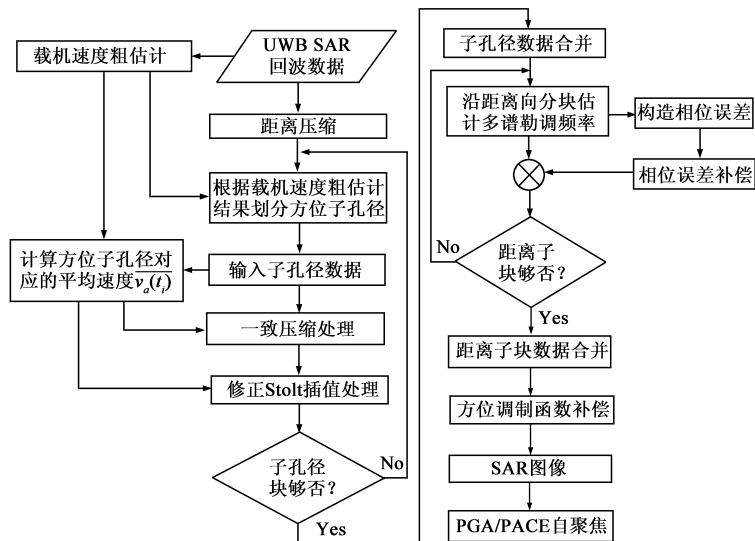 UWB SAR
回波数据
载机速度粗估计
距离压缩
根据载机速度粗估计
结果划分方位子孔径
计算方位子孔径对
应的平均速度v_a(t_i)
输入子孔径数据
一致压缩处理
修正Stolt插值处理
子孔径
块够否？
No
Yes
子孔径数据合并
沿距离向分块估
计多谱勒调频率
构造相位误差
相位误差补偿
距离子
块够否？
No
Yes
距离子块数据合并
方位调制函数补偿
SAR图像
PGA/PACE自聚焦